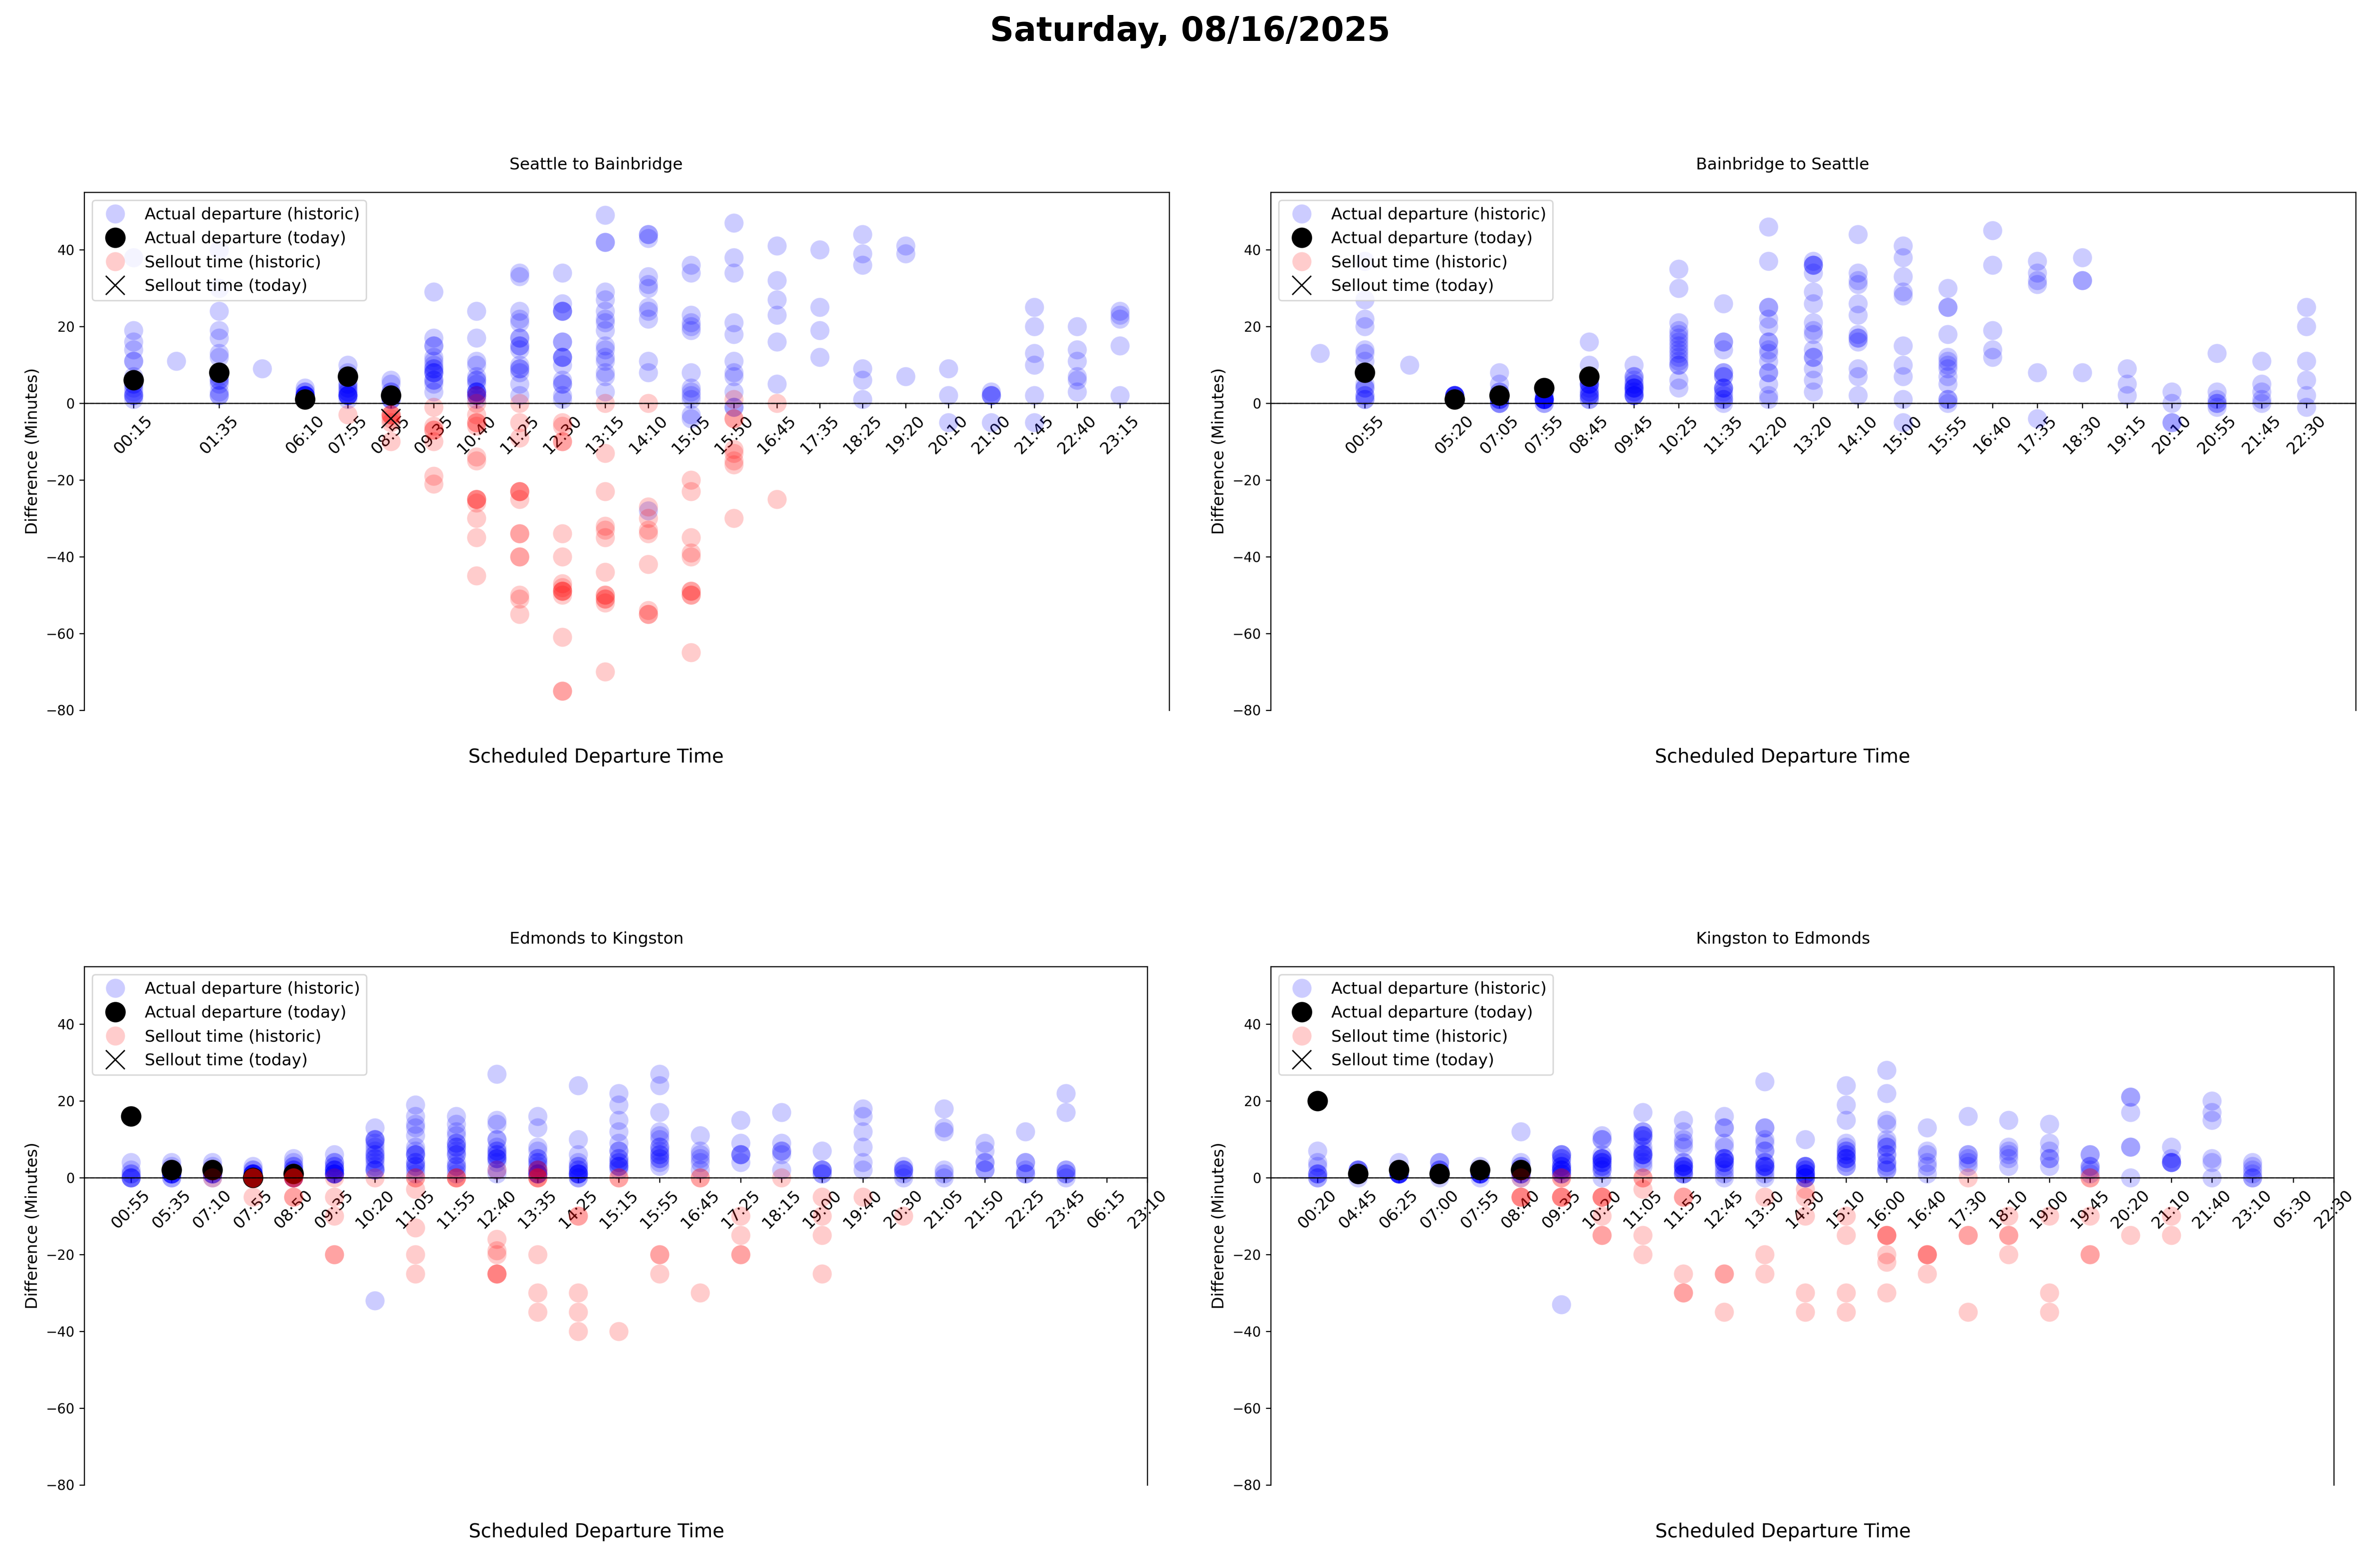 Saturday, 08/16/2025
Seattle to Bainbridge
Actual departure (historic)
Actual departure (today)
Sellout time (historic)
Sellout time (today)
Difference (Minutes)
40
20
0
−20
−40
−60
−80
00:15 01:35 06:10 07:55 08:55 09:35 10:40 11:25 12:30 13:15 14:10 15:05 15:50 16:45 17:35 18:25 19:20 20:10 21:00 21:45 22:40 23:15
Scheduled Departure Time
Bainbridge to Seattle
Actual departure (historic)
Actual departure (today)
Sellout time (historic)
Sellout time (today)
Difference (Minutes)
40
20
0
−20
−40
−60
−80
00:55 05:20 07:05 07:55 08:45 09:45 10:25 11:35 12:20 13:20 14:10 15:00 15:55 16:40 17:35 18:30 19:15 20:10 20:55 21:45 22:30
Scheduled Departure Time
Edmonds to Kingston
Actual departure (historic)
Actual departure (today)
Sellout time (historic)
Sellout time (today)
Difference (Minutes)
40
20
0
−20
−40
−60
−80
00:55 05:35 07:10 07:55 08:50 09:35 10:20 11:05 11:55 12:40 13:35 14:25 15:15 15:55 16:45 17:25 18:15 19:00 19:40 20:30 21:05 21:50 22:25 23:45 06:15 23:10
Scheduled Departure Time
Kingston to Edmonds
Actual departure (historic)
Actual departure (today)
Sellout time (historic)
Sellout time (today)
Difference (Minutes)
40
20
0
−20
−40
−60
−80
00:20 04:45 06:25 07:00 07:55 08:40 09:35 10:20 11:05 11:55 12:45 13:30 14:30 15:10 16:00 16:40 17:30 18:10 19:00 19:45 20:20 21:10 21:40 23:10 05:30 22:30
Scheduled Departure Time